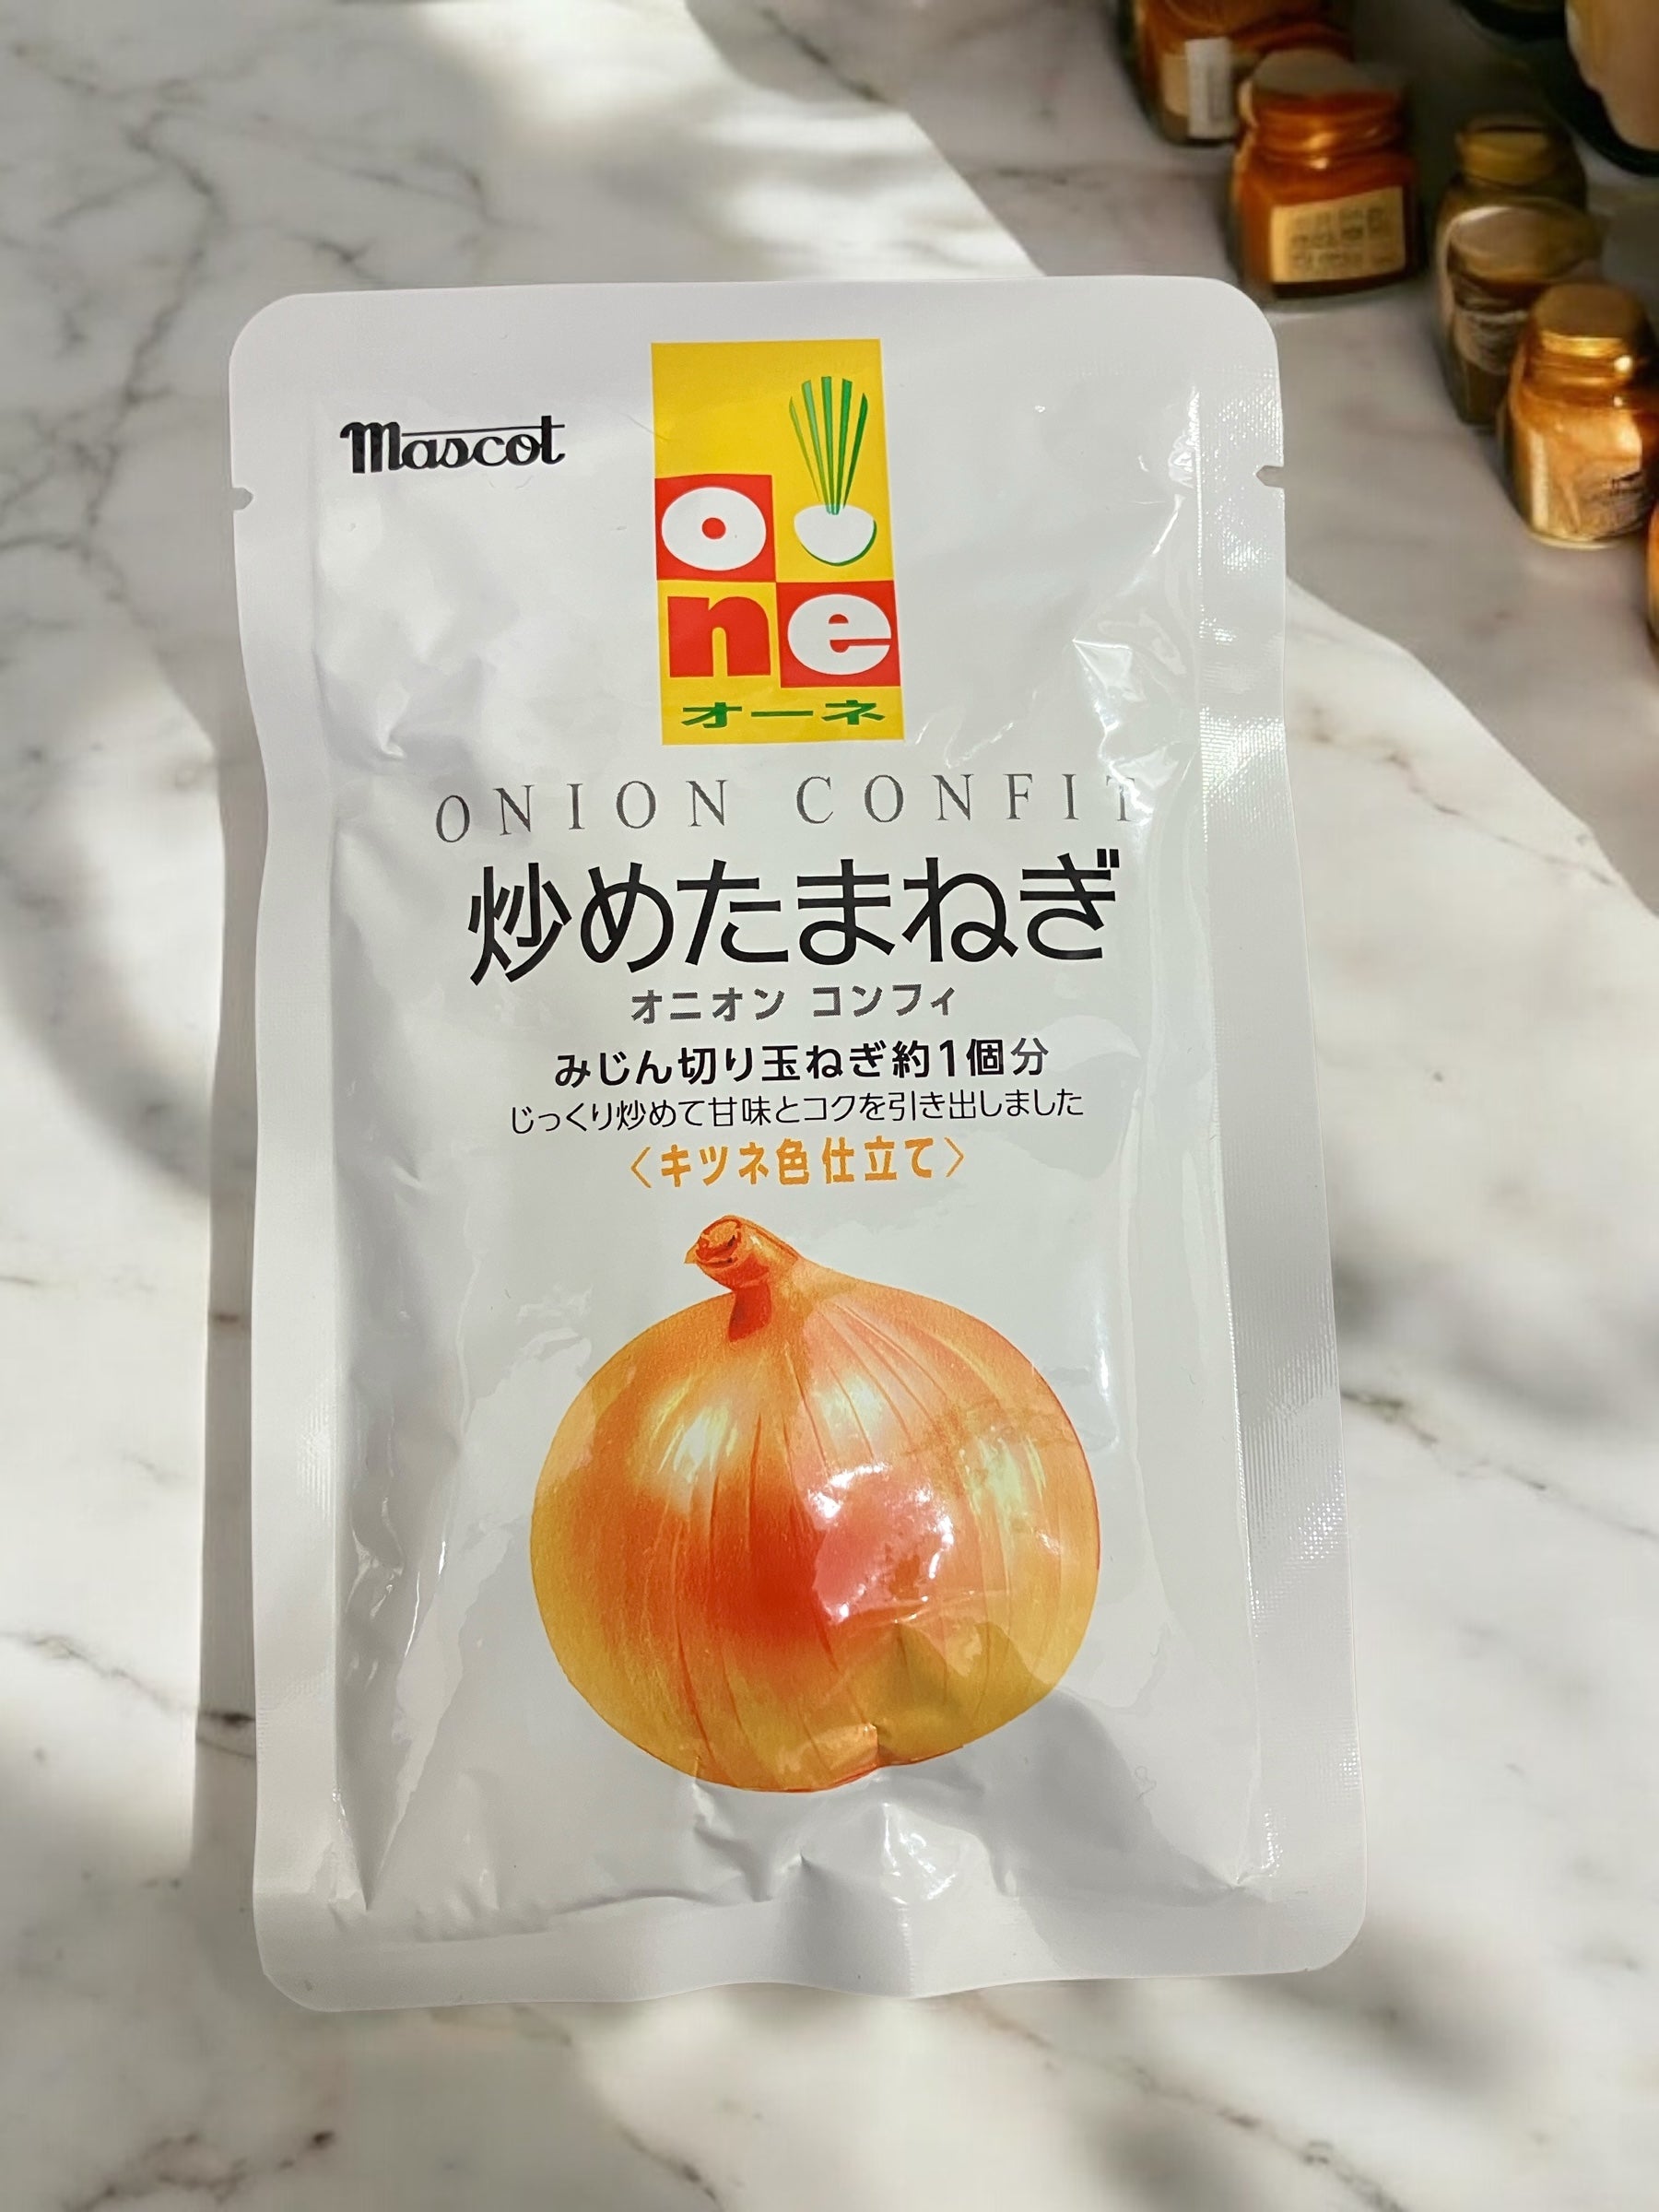 mascot
one
オーネ
ONION CONFIT
炒めたまねぎ
オニオン コンフィ
みじん切り玉ねぎ約1個分
じっくり炒めて甘味とコクを引き出しました
〈キツネ色仕立て〉